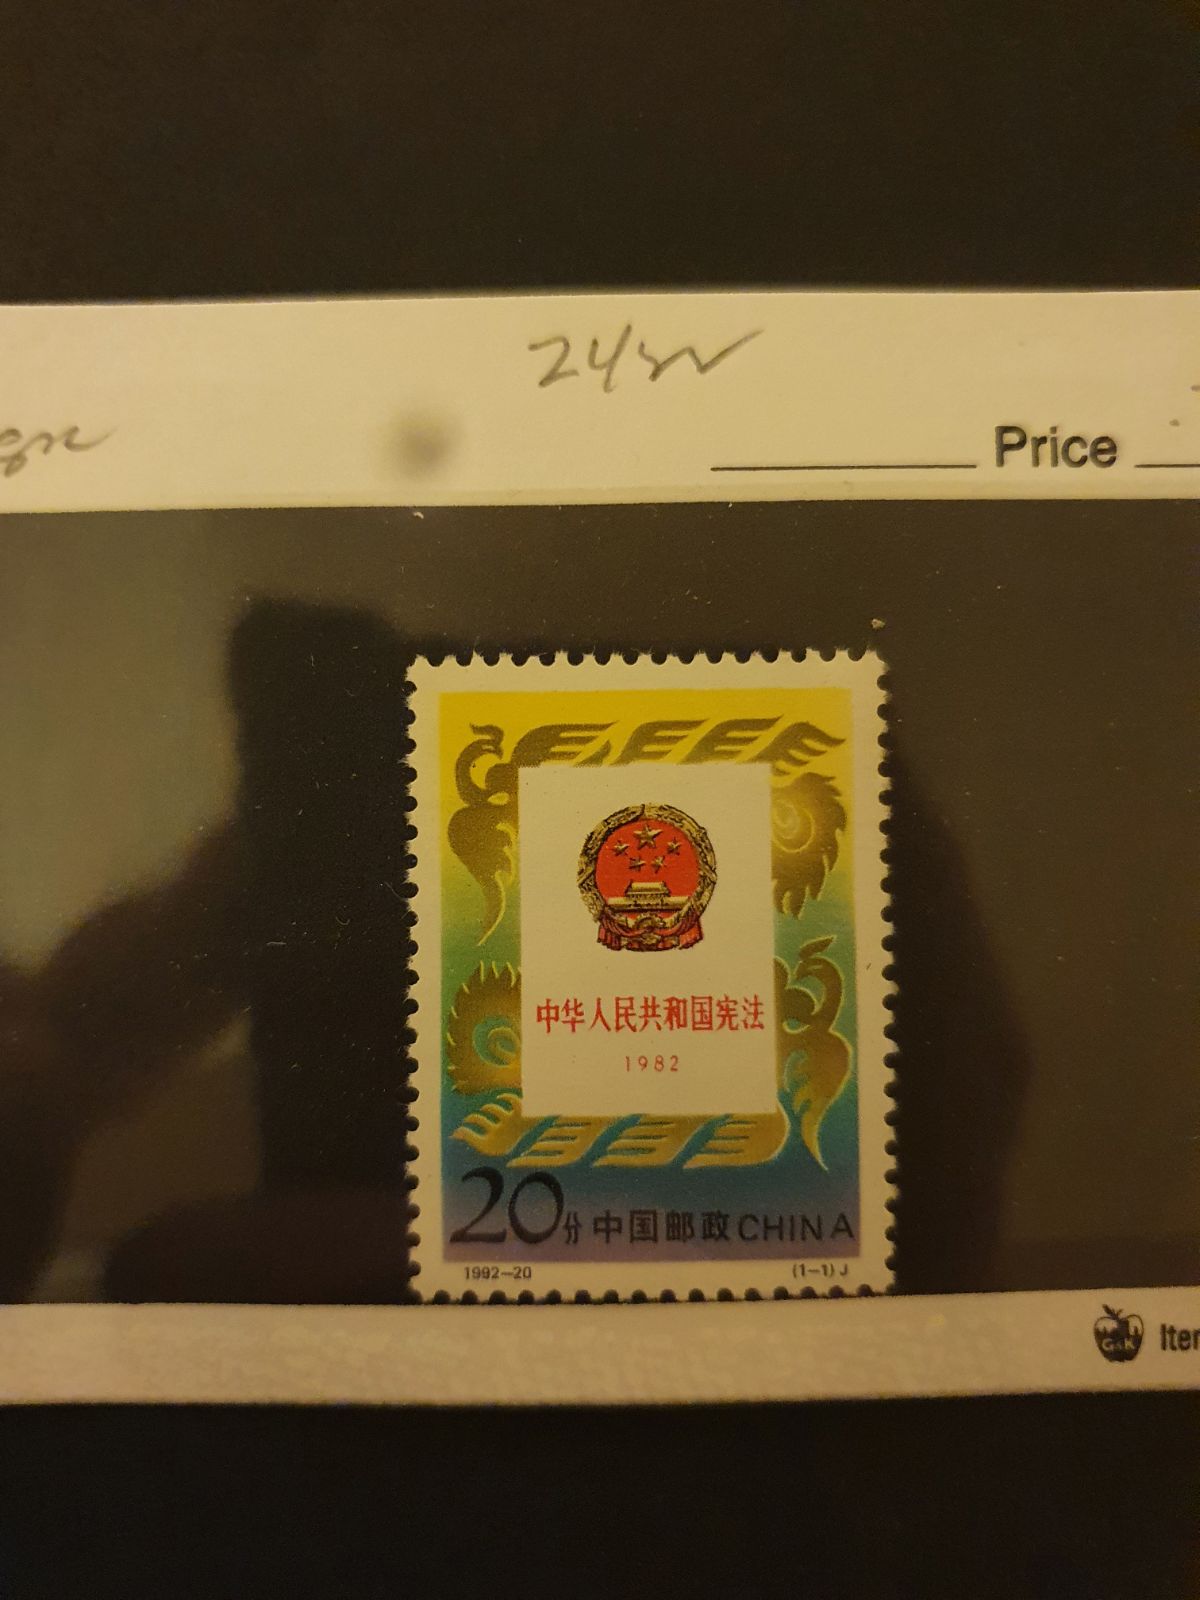 Price
中华人民共和国宪法
1982
20分 中国邮政 CHINA
1992-20 (1-1)J